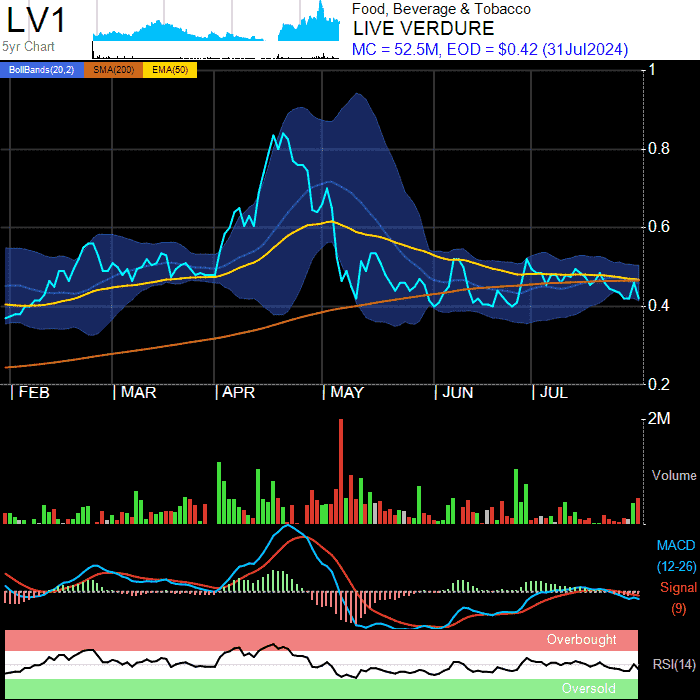 LV1
5yr Chart
Food, Beverage & Tobacco
LIVE VERDURE
MC = 52.5M, EOD = $0.42 (31Jul2024)
BollBands(20,2) SMA(200) EMA(50)
1
0.8
0.6
0.4
0.2
FEB MAR APR MAY JUN JUL
2M
Volume
MACD
(12-26)
Signal
(9)
Overbought
RSI(14)
Oversold